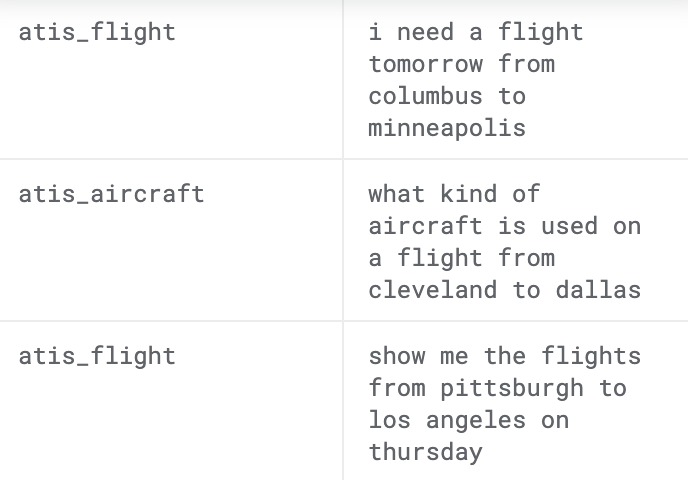 atis_flight
i need a flight
tomorrow from
columbus to
minneapolis
atis_aircraft
what kind of
aircraft is used on
a flight from
cleveland to dallas
atis_flight
show me the flights
from pittsburgh to
los angeles on
thursday